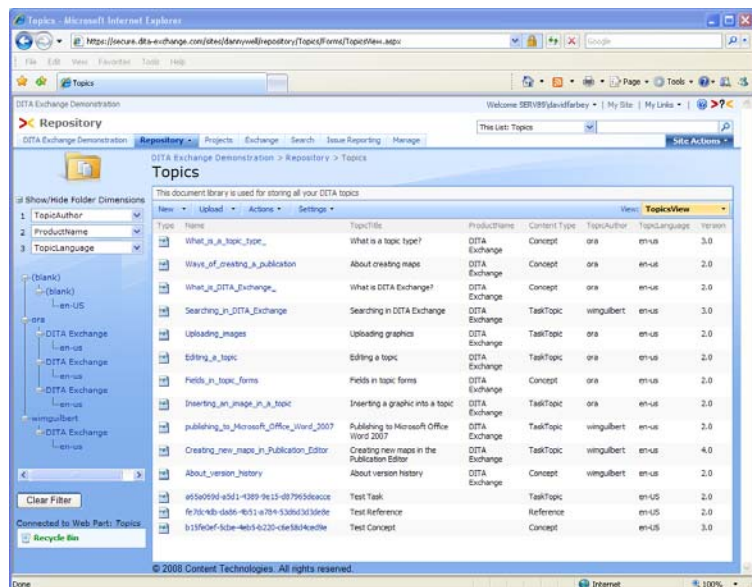 Topics - Microsoft Internet Explorer
https://secure.dita-exchange.com/sites/dannywell/repository/Topics/Forms/TopicsView.aspx
Google
File Edit View Favorites Tools Help
Topics
Page Tools
DITA Exchange Demonstration
Welcome SERV89\davidfarbey | My Site | My Links
Repository
This List: Topics
DITA Exchange Demonstration Repository Projects Exchange Search Issue Reporting Manage
Site Actions
DITA Exchange Demonstration > Repository > Topics
Topics
This document library is used for storing all your DITA topics
Show/Hide Folder Dimensions
1 TopicAuthor
2 ProductName
3 TopicLanguage
(blank)
(blank)
en-US
ora
DITA Exchange
en-us
DITA Exchange
en-us
DITA Exchange
en-us
wimguilbert
DITA Exchange
en-us
Clear Filter
Connected to Web Part: Topics
Recycle Bin
New Upload Actions Settings View: TopicsView
Type Name TopicTitle ProductName Content Type TopicAuthor TopicLanguage Version
What_is_a_topic_type_ What is a topic type? DITA Exchange Concept ora en-us 3.0
Ways_of_creating_a_publication About creating maps DITA Exchange Concept ora en-us 2.0
What_is_DITA_Exchange_ What is DITA Exchange? DITA Exchange Concept ora en-us 2.0
Searching_in_DITA_Exchange Searching in DITA Exchange DITA Exchange TaskTopic wimguilbert en-us 3.0
Uploading_images Uploading graphics DITA Exchange TaskTopic ora en-us 2.0
Editing_a_topic Editing a topic DITA Exchange TaskTopic ora en-us 2.0
Fields_in_topic_forms Fields in topic forms DITA Exchange Concept ora en-us 2.0
Inserting_an_image_in_a_topic Inserting a graphic into a topic DITA Exchange TaskTopic ora en-us 2.0
publishing_to_Microsoft_Office_Word_2007 Publishing to Microsoft Office Word 2007 DITA Exchange TaskTopic wimguilbert en-us 2.0
Creating_new_maps_in_Publication_Editor Creating new maps in the Publication Editor DITA Exchange TaskTopic wimguilbert en-us 4.0
About_version_history About version history DITA Exchange Concept wimguilbert en-us 2.0
Test Task TaskTopic en-US 2.0
Test Reference Reference en-US 2.0
Test Concept Concept en-US 3.0
© 2008 Content Technologies. All rights reserved.
Done Internet 100%